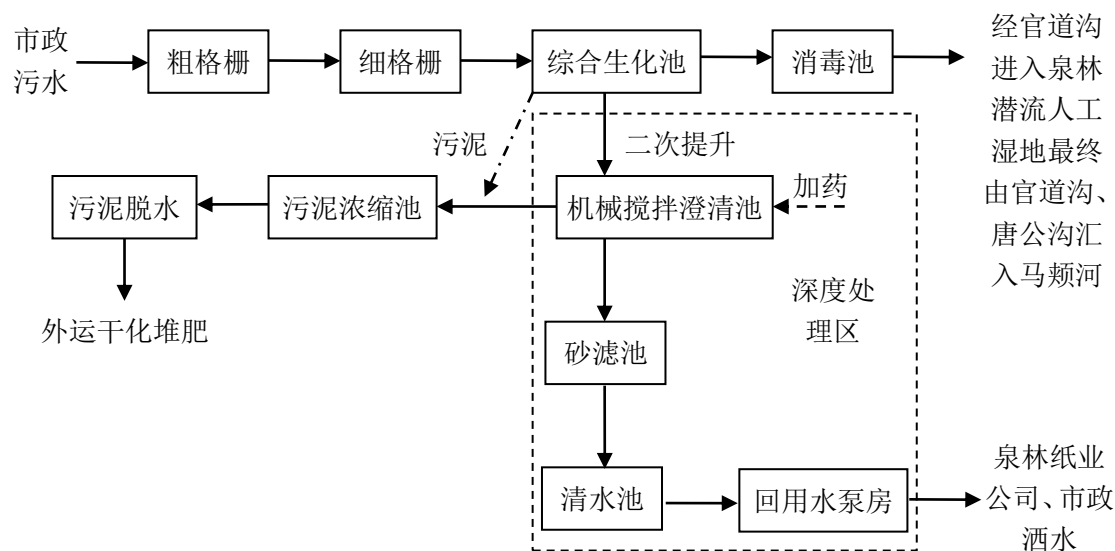 市政
污水
粗格栅
细格栅
综合生化池
消毒池
经官道沟
进入泉林
潜流人工
湿地最终
由官道沟、
唐公沟汇
入马颊河
污泥
二次提升
污泥脱水
污泥浓缩池
机械搅拌澄清池
加药
外运干化堆肥
深度处
理区
砂滤池
清水池
回用水泵房
泉林纸业
公司、市政
洒水